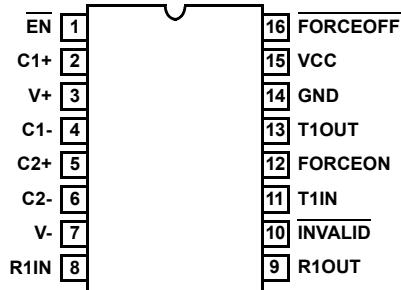 EN 1 16 FORCEOFF
C1+ 2 15 VCC
V+ 3 14 GND
C1- 4 13 T1OUT
C2+ 5 12 FORCEON
C2- 6 11 T1IN
V- 7 10 INVALID
R1IN 8 9 R1OUT